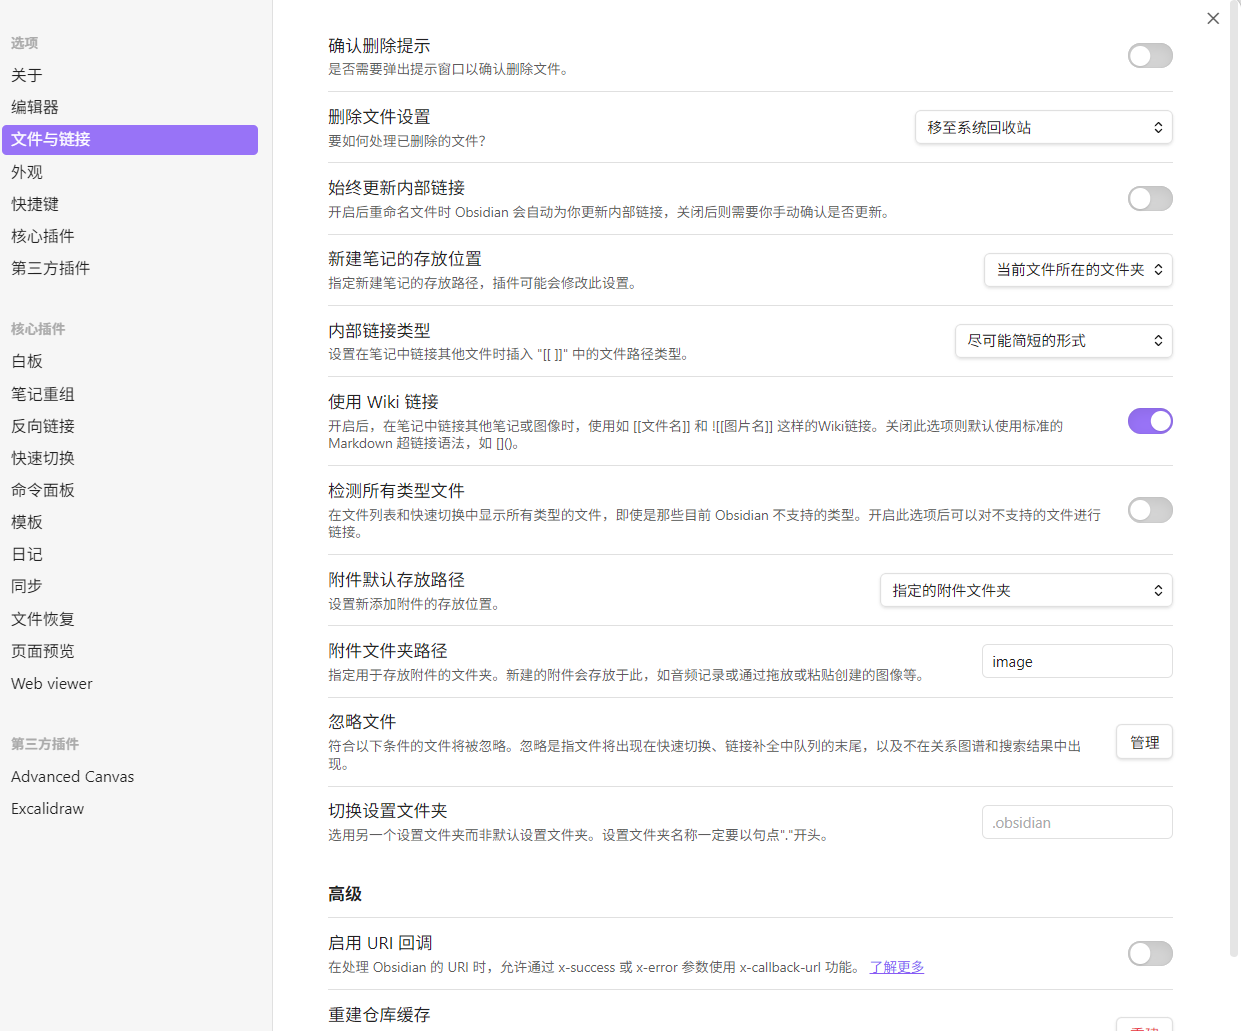 选项
关于
编辑器
文件与链接
外观
快捷键
核心插件
第三方插件
核心插件
白板
笔记重组
反向链接
快速切换
命令面板
模板
日记
同步
文件恢复
页面预览
Web viewer
第三方插件
Advanced Canvas
Excalidraw
确认删除提示
是否需要弹出提示窗口以确认删除文件。
删除文件设置
要如何处理已删除的文件？
移至系统回收站
始终更新内部链接
开启后重命名文件时 Obsidian 会自动为你更新内部链接，关闭后则需要你手动确认是否更新。
新建笔记的存放位置
指定新建笔记的存放路径，插件可能会修改此设置。
当前文件所在的文件夹
内部链接类型
设置在笔记中链接其他文件时插入 "[[ ]]" 中的文件路径类型。
尽可能简短的形式
使用 Wiki 链接
开启后，在笔记中链接其他笔记或图像时，使用如 [[文件名]] 和 ![[图片名]] 这样的Wiki链接。关闭此选项则默认使用标准的
Markdown 超链接语法，如 []()。
检测所有类型文件
在文件列表和快速切换中显示所有类型的文件，即使是那些目前 Obsidian 不支持的类型。开启此选项后可以对不支持的文件进行
链接。
附件默认存放路径
设置新添加附件的存放位置。
指定的附件文件夹
附件文件夹路径
指定用于存放附件的文件夹。新建的附件会存放于此，如音频记录或通过拖放或粘贴创建的图像等。
image
忽略文件
符合以下条件的文件将被忽略。忽略是指文件将出现在快速切换、链接补全中队列的末尾，以及不在关系图谱和搜索结果中出
现。
管理
切换设置文件夹
选用另一个设置文件夹而非默认设置文件夹。设置文件夹名称一定要以句点"."开头。
.obsidian
高级
启用 URI 回调
在处理 Obsidian 的 URI 时，允许通过 x-success 或 x-error 参数使用 x-callback-url 功能。 了解更多
重建仓库缓存